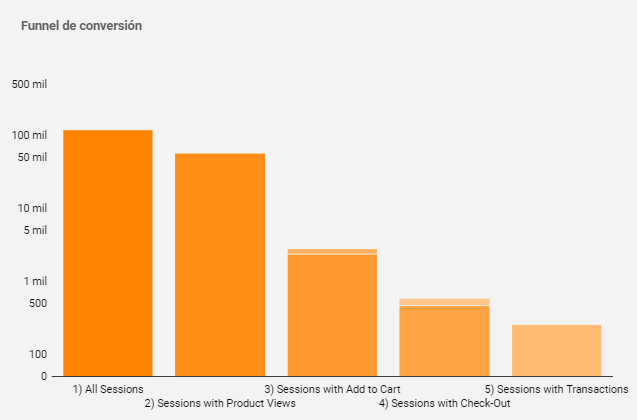 Funnel de conversión
500 mil
100 mil
50 mil
10 mil
5 mil
1 mil
500
100
0
1) All Sessions
3) Sessions with Add to Cart
5) Sessions with Transactions
2) Sessions with Product Views
4) Sessions with Check-Out